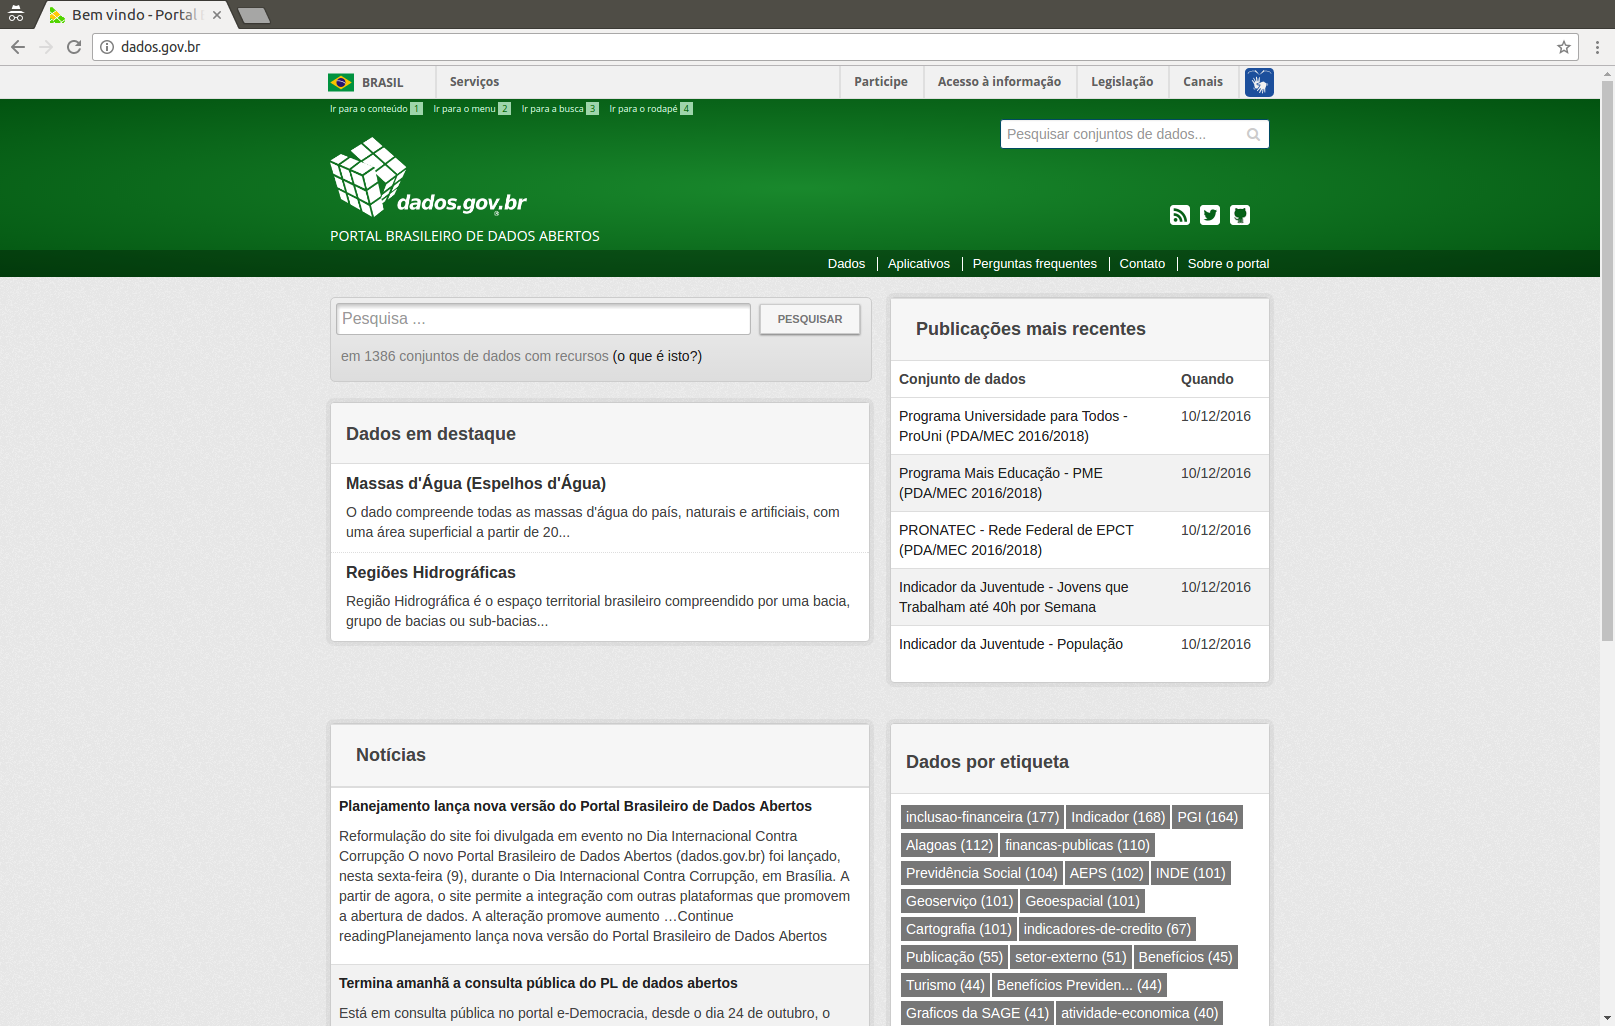 Bem vindo - Portal
dados.gov.br
BRASIL
Serviços
Participe
Acesso à informação
Legislação
Canais
Ir para o conteúdo 1
Ir para o menu 2
Ir para a busca 3
Ir para o rodapé 4
Pesquisar conjuntos de dados...
dados.gov.br
PORTAL BRASILEIRO DE DADOS ABERTOS
Dados
Aplicativos
Perguntas frequentes
Contato
Sobre o portal
Pesquisa ...
PESQUISAR
em 1386 conjuntos de dados com recursos (o que é isto?)
Dados em destaque
Massas d'Água (Espelhos d'Água)
O dado compreende todas as massas d'água do país, naturais e artificiais, com
uma área superficial a partir de 20...
Regiões Hidrográficas
Região Hidrográfica é o espaço territorial brasileiro compreendido por uma bacia,
grupo de bacias ou sub-bacias...
Publicações mais recentes
Conjunto de dados Quando
Programa Universidade para Todos - 10/12/2016
ProUni (PDA/MEC 2016/2018)
Programa Mais Educação - PME 10/12/2016
(PDA/MEC 2016/2018)
PRONATEC - Rede Federal de EPCT 10/12/2016
(PDA/MEC 2016/2018)
Indicador da Juventude - Jovens que 10/12/2016
Trabalham até 40h por Semana
Indicador da Juventude - População 10/12/2016
Notícias
Planejamento lança nova versão do Portal Brasileiro de Dados Abertos
Reformulação do site foi divulgada em evento no Dia Internacional Contra
Corrupção O novo Portal Brasileiro de Dados Abertos (dados.gov.br) foi lançado,
nesta sexta-feira (9), durante o Dia Internacional Contra Corrupção, em Brasília. A
partir de agora, o site permite a integração com outras plataformas que promovem
a abertura de dados. A alteração promove aumento …Continue
readingPlanejamento lança nova versão do Portal Brasileiro de Dados Abertos
Termina amanhã a consulta pública do PL de dados abertos
Está em consulta pública no portal e-Democracia, desde o dia 24 de outubro, o
Dados por etiqueta
inclusao-financeira (177) Indicador (168) PGI (164)
Alagoas (112) financas-publicas (110)
Previdência Social (104) AEPS (102) INDE (101)
Geoserviço (101) Geoespacial (101)
Cartografia (101) indicadores-de-credito (67)
Publicação (55) setor-externo (51) Benefícios (45)
Turismo (44) Benefícios Previden... (44)
Graficos da SAGE (41) atividade-economica (40)